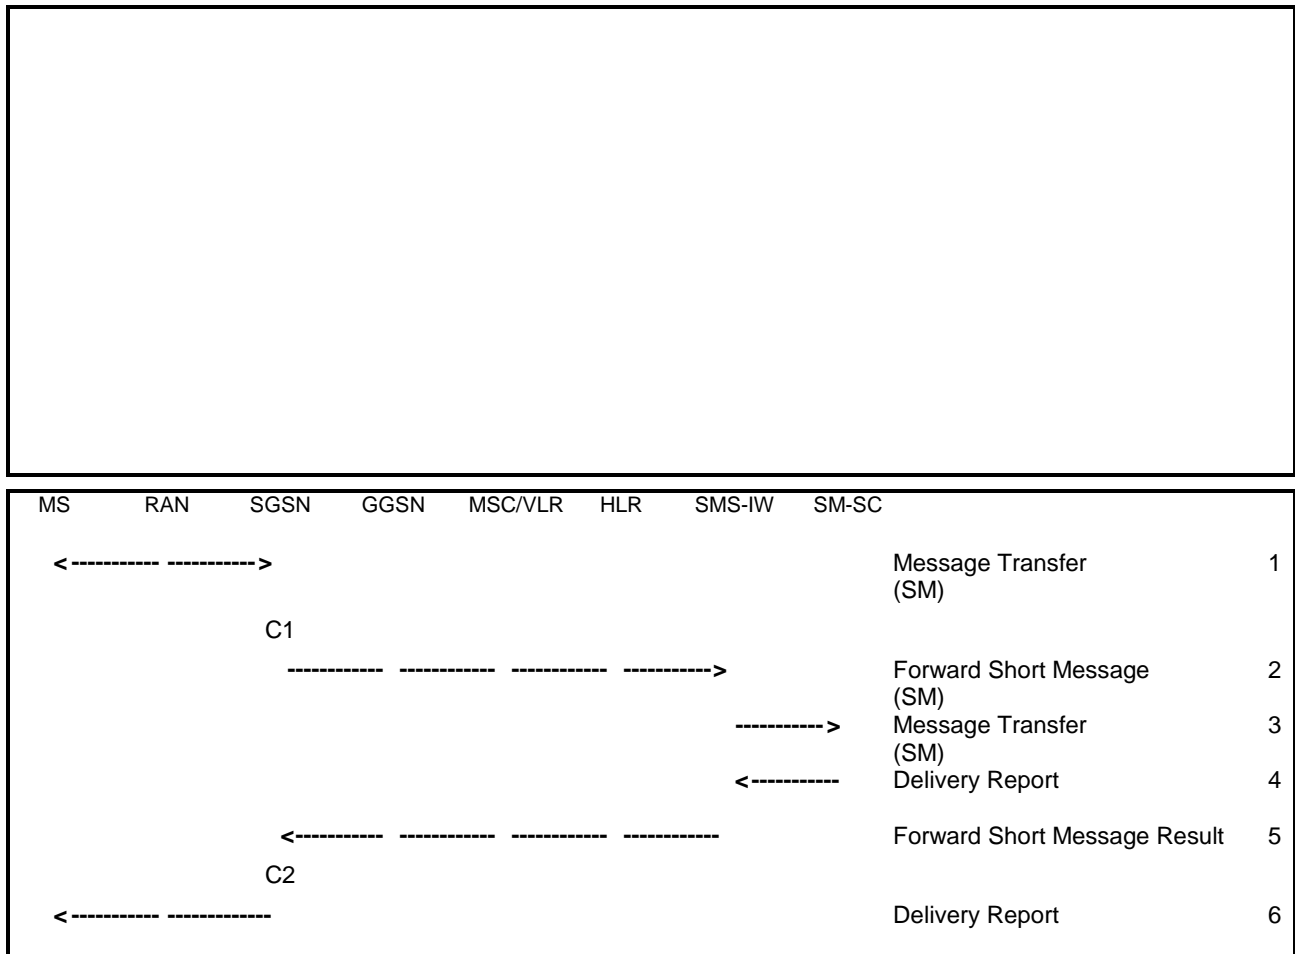 MS RAN SGSN GGSN MSC/VLR HLR SMS-IW SM-SC
Message Transfer 1
(SM)
C1
Forward Short Message 2
(SM)
Message Transfer 3
(SM)
Delivery Report 4
Forward Short Message Result 5
C2
Delivery Report 6